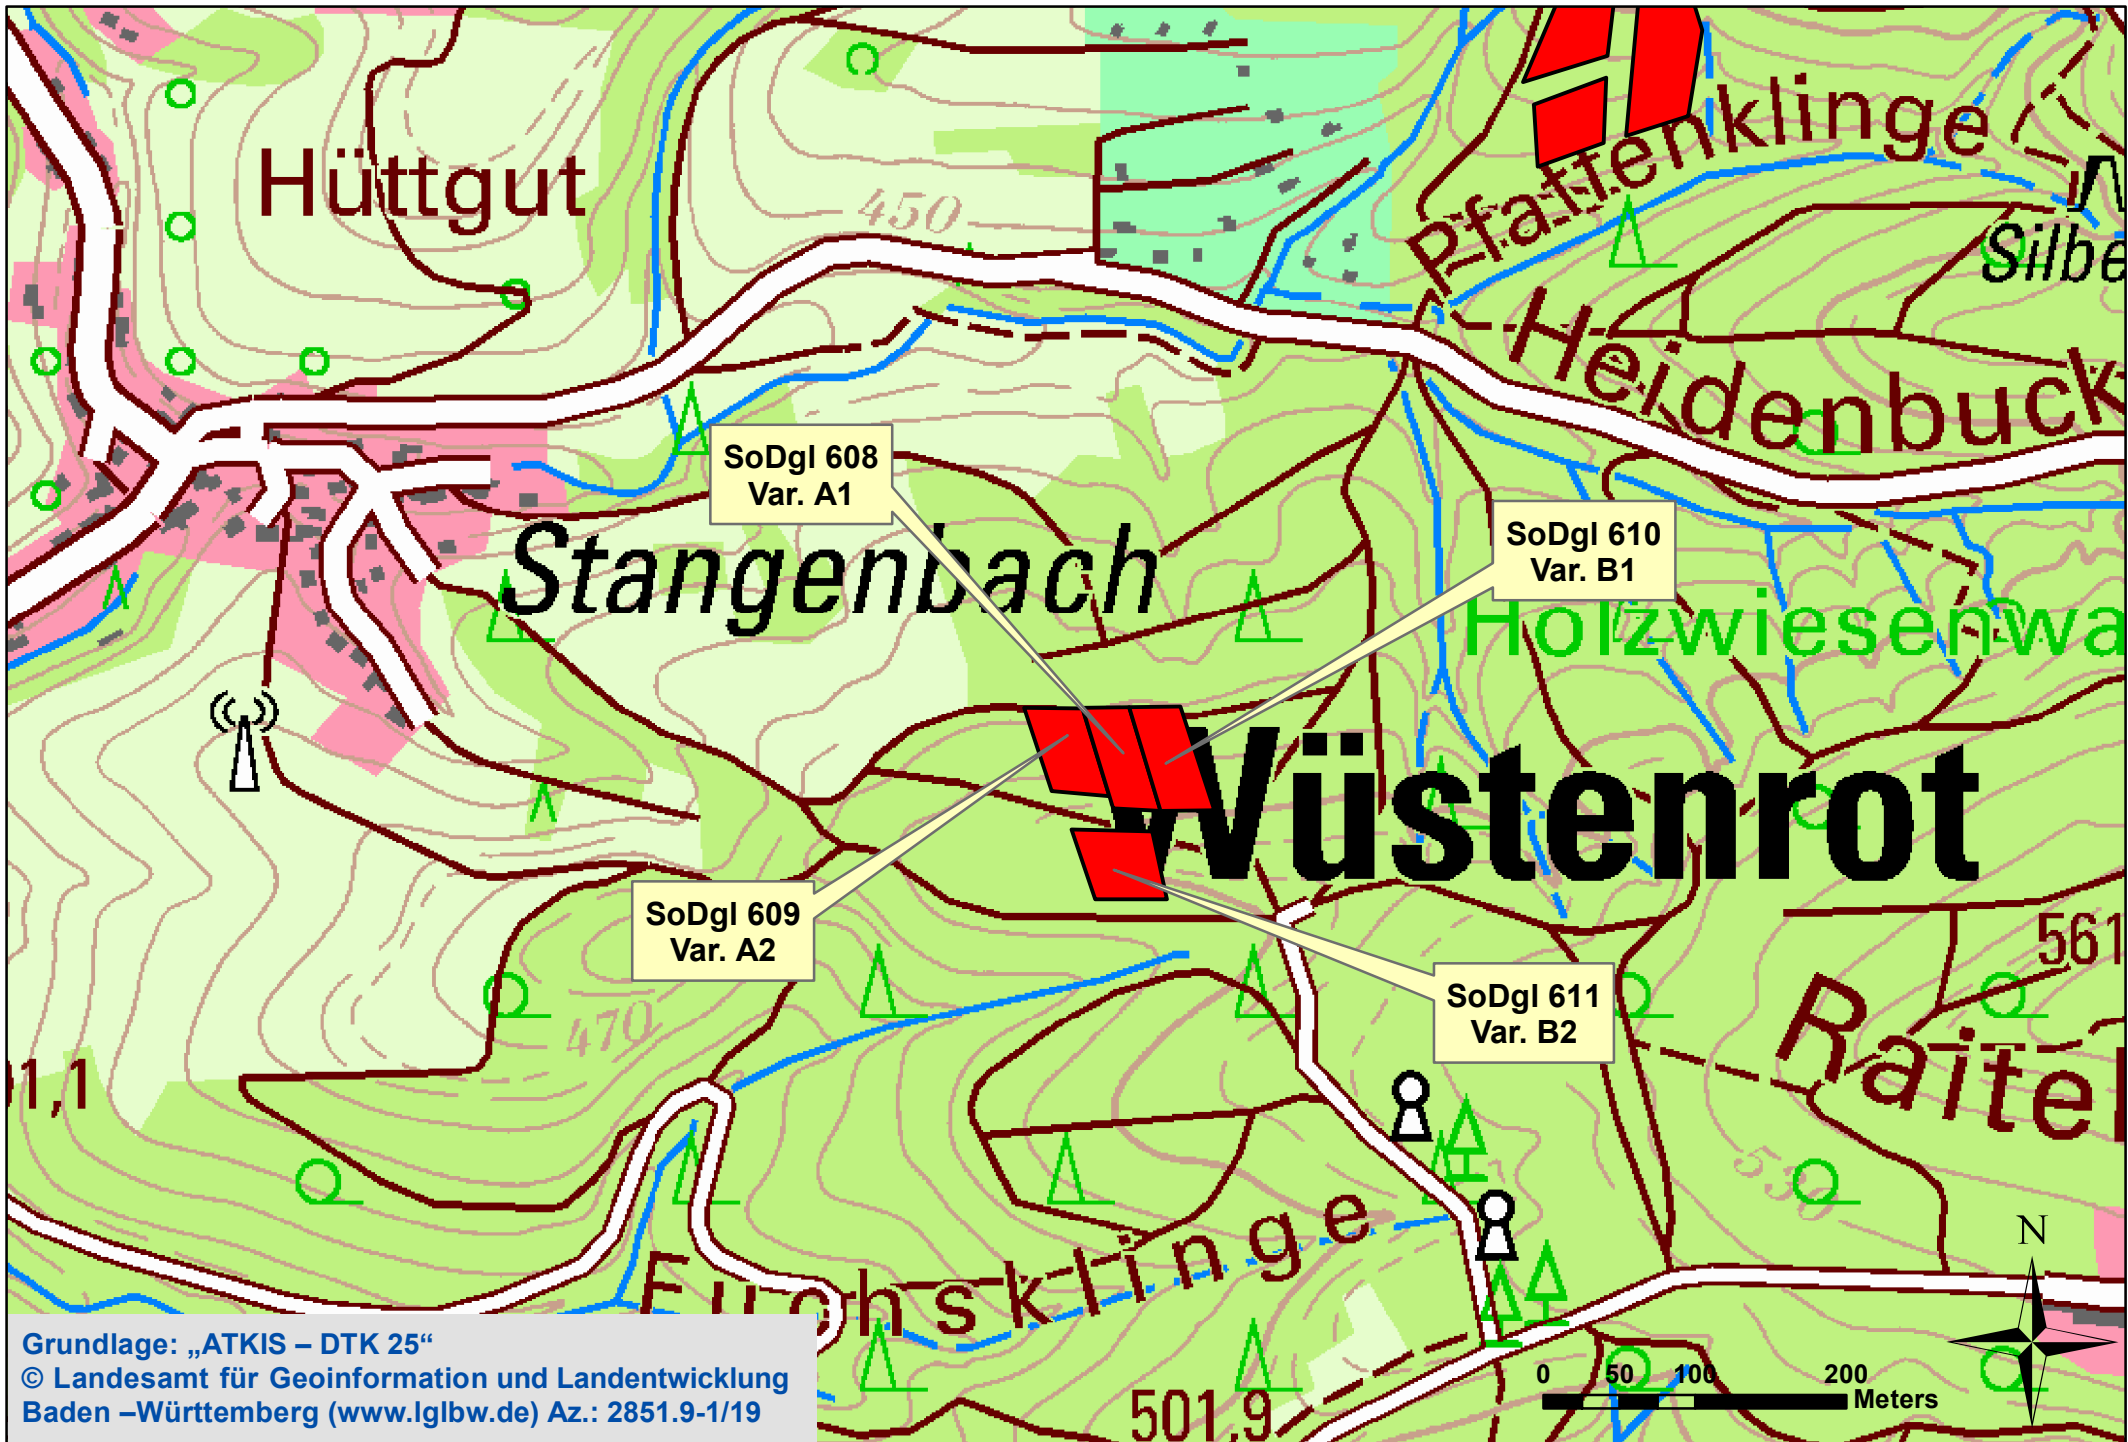 Hüttgut
450
Pfaffenklinge
Silbe
Heidenbuck
SoDgl 608
Var. A1
SoDgl 610
Var. B1
Stangenbach
Holzwiesenwa
Wüstenrot
SoDgl 609
Var. A2
SoDgl 611
Var. B2
561
470
Raitel
1,1
530
Fuchsklinge
N
501,9
0 50 100 200
Meters
Grundlage: „ATKIS – DTK 25“
© Landesamt für Geoinformation und Landentwicklung
Baden –Württemberg (www.lglbw.de) Az.: 2851.9-1/19